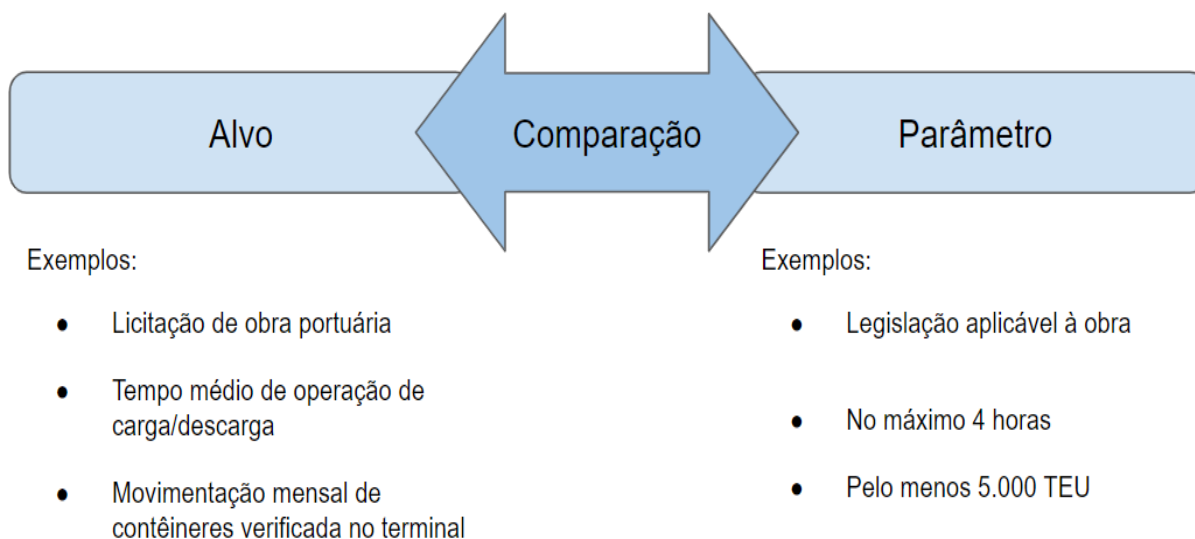 Alvo
Comparação
Parâmetro
Exemplos:
● Licitação de obra portuária
● Tempo médio de operação de
carga/descarga
● Movimentação mensal de
contêineres verificada no terminal
Exemplos:
● Legislação aplicável à obra
● No máximo 4 horas
● Pelo menos 5.000 TEU